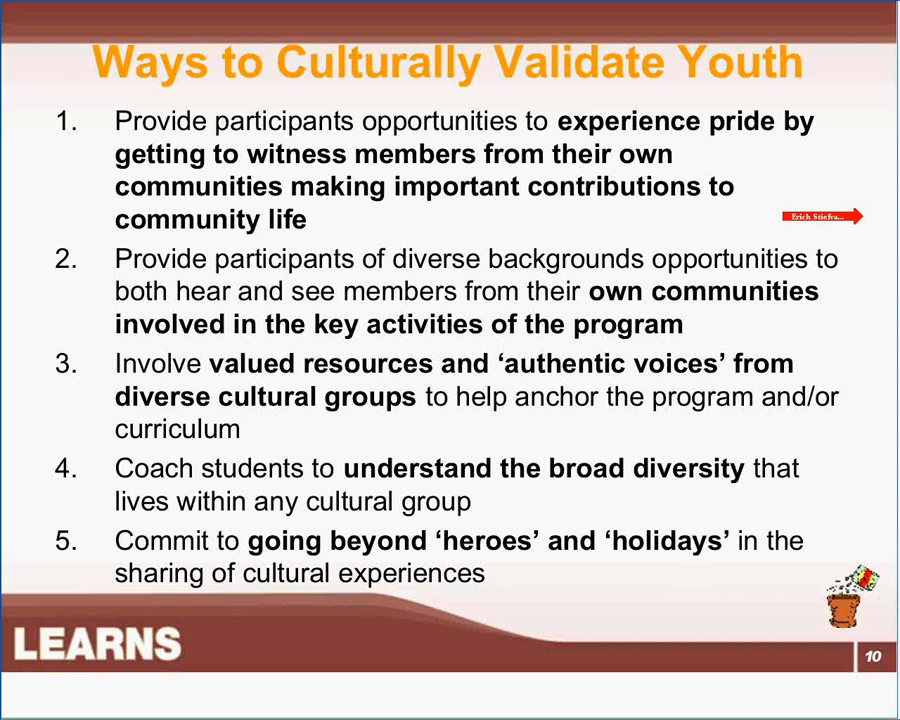 Ways to Culturally Validate Youth
1. Provide participants opportunities to experience pride by
getting to witness members from their own
communities making important contributions to
community life
Erich Stiefva...
2. Provide participants of diverse backgrounds opportunities to
both hear and see members from their own communities
involved in the key activities of the program
3. Involve valued resources and ‘authentic voices’ from
diverse cultural groups to help anchor the program and/or
curriculum
4. Coach students to understand the broad diversity that
lives within any cultural group
5. Commit to going beyond ‘heroes’ and ‘holidays’ in the
sharing of cultural experiences
LEARNS
10